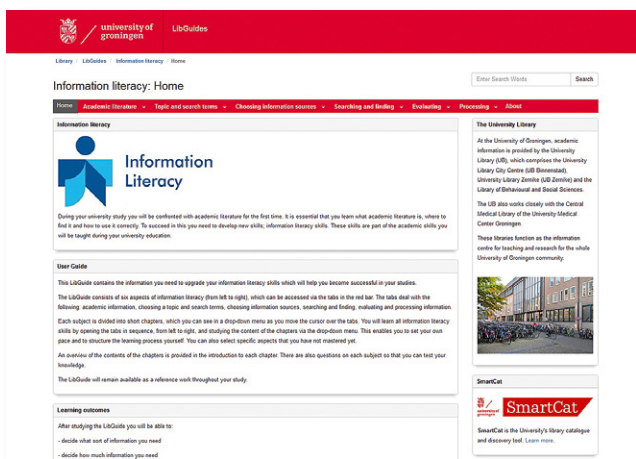 university of
groningen
LibGuides
Library / LibGuides / Information literacy / Home
Information literacy: Home
Enter Search Words
Search
Home
Academic literature
Topic and search terms
Choosing information sources
Searching and finding
Evaluating
Processing
About
Information literacy
Information
Literacy
During your university study you will be confronted with academic literature for the first time. It is essential that you learn what academic literature is, where to
find it and how to use it correctly. To succeed in this you need to develop new skills; information literacy skills. These skills are part of the academic skills you
will be taught during your university education.
User Guide
This LibGuide contains the information you need to upgrade your information literacy skills which will help you become successful in your studies.
The LibGuide consists of six aspects of information literacy (from left to right), which can be accessed via the tabs in the red bar. The tabs deal with the
following: academic information, choosing a topic and search terms, choosing information sources, searching and finding, evaluating and processing information.
Each subject is divided into short chapters, which you can see in a drop-down menu as you move the cursor over the tabs. You will learn all information literacy
skills by opening the tabs in sequence, from left to right, and studying the content of the chapters via the drop-down menu. This enables you to set your own
pace and to structure the learning process yourself. You can also select specific aspects that you have not mastered yet.
An overview of the contents of the chapters is provided in the introduction to each chapter. There are also questions on each subject so that you can test your
knowledge.
The LibGuide will remain available as a reference work throughout your study.
Learning outcomes
After studying the LibGuide you will be able to:
- decide what sort of information you need
- decide how much information you need
The University Library
At the University of Groningen, academic
information is provided by the University
Library (UB), which comprises the University
Library City Centre (UB Binnenstad),
University Library Zernike (UB Zernike) and the
Library of Behavioural and Social Sciences.
The UB also works closely with the Central
Medical Library of the University Medical
Center Groningen.
These libraries function as the information
centre for teaching and research for the whole
University of Groningen community.
SmartCat
university of
groningen
SmartCat
SmartCat is the University's library catalogue
and discovery tool. Learn more.